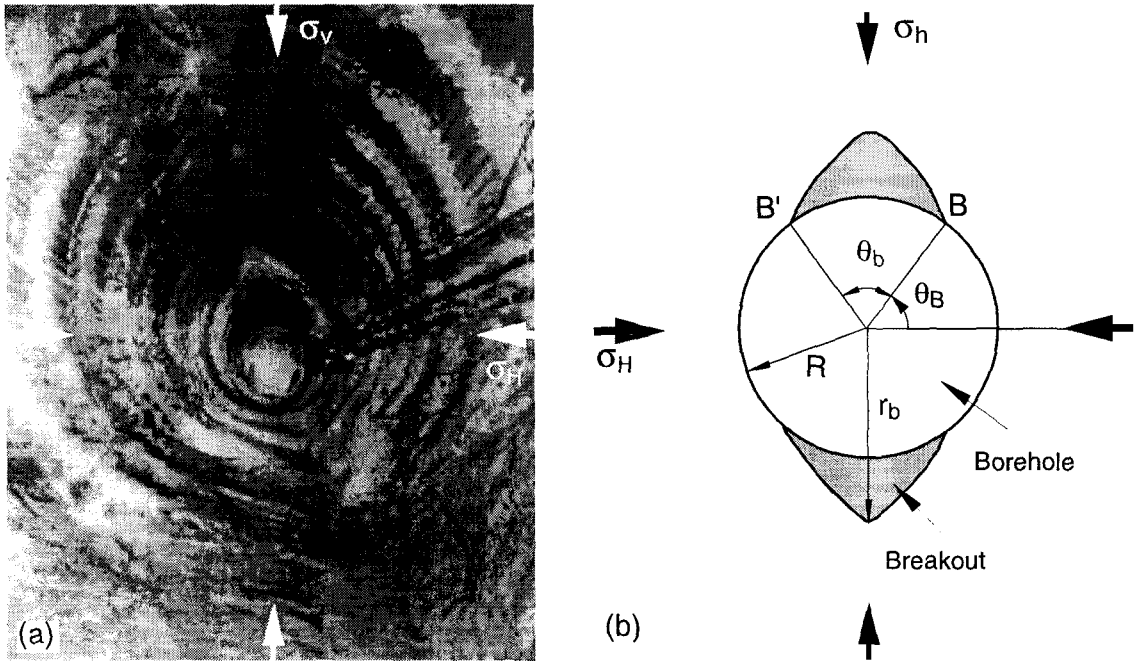 σv
σH
(a)
σh
B'
B
θb
θB
σH
R
rb
Borehole
Breakout
(b)